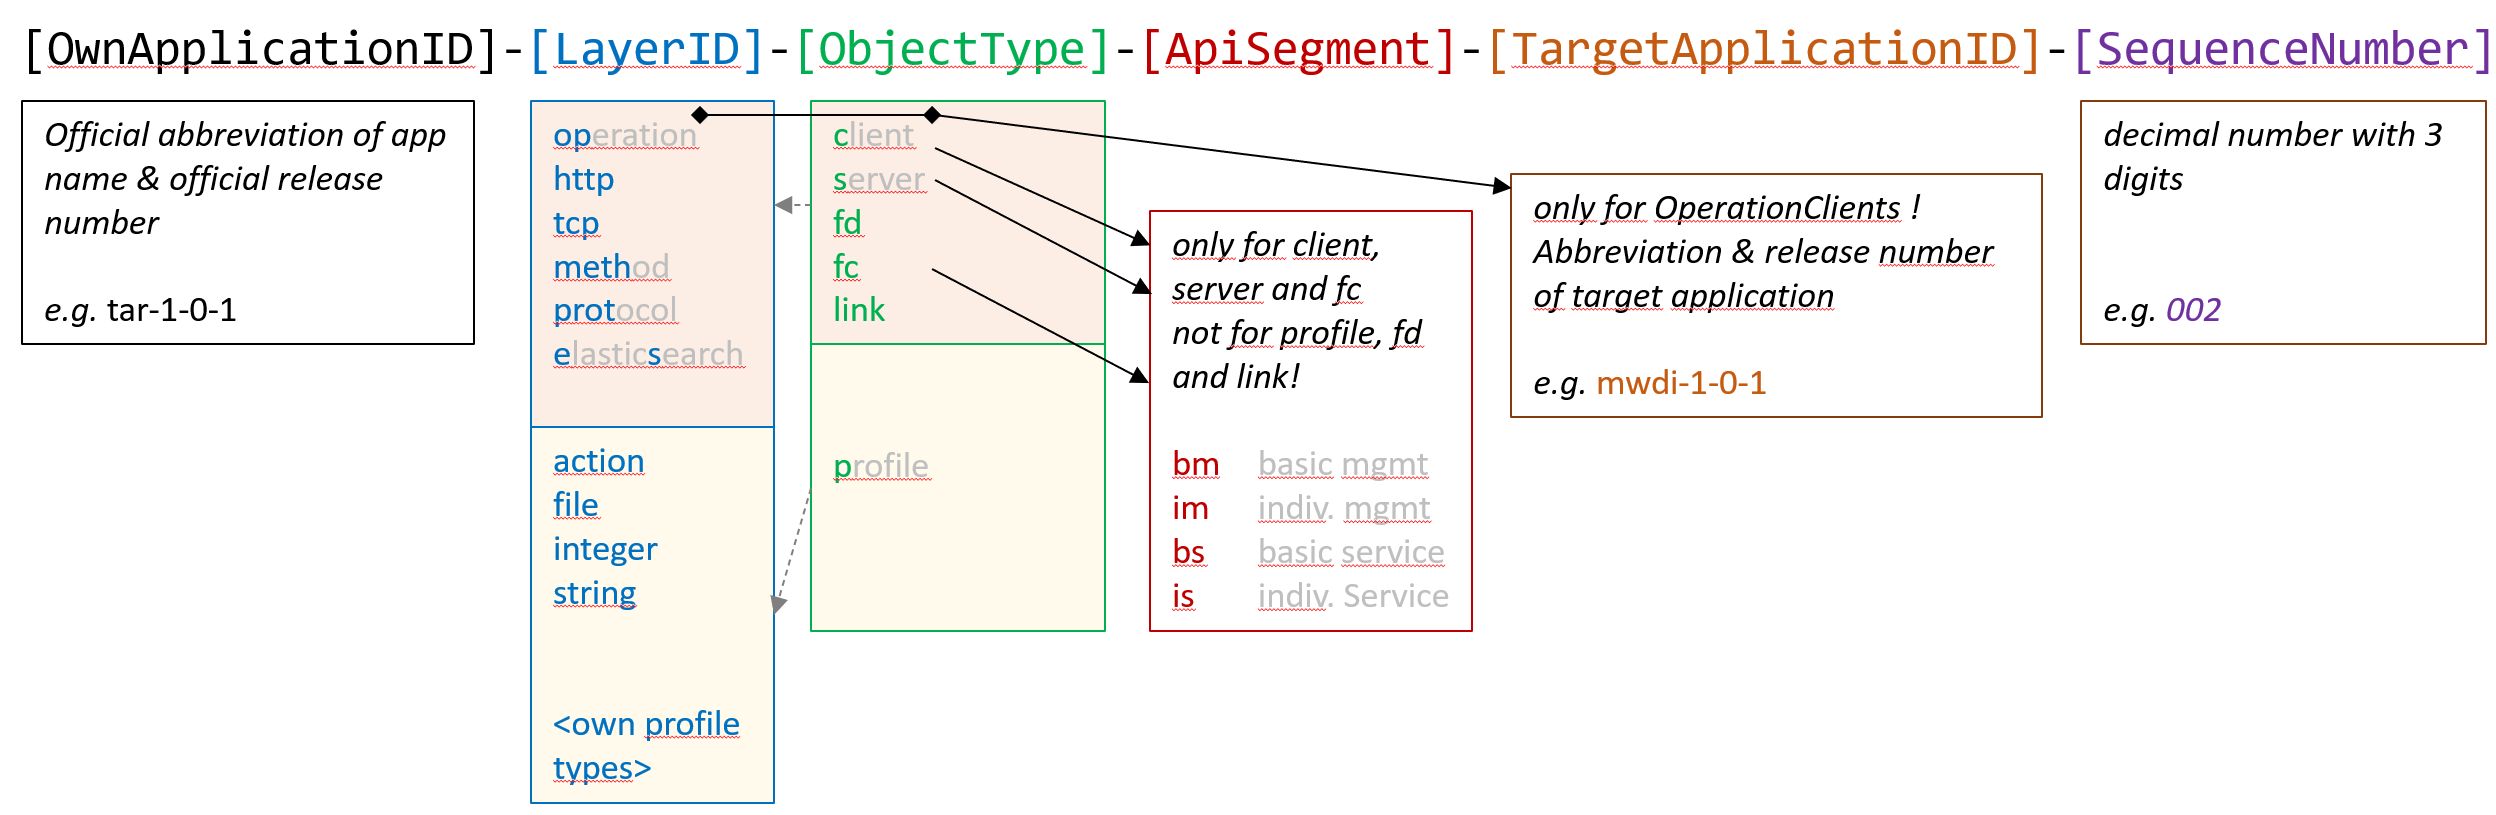 [OwnApplicationID]-[LayerID]-[ObjectType]-[ApiSegment]-[TargetApplicationID]-[SequenceNumber]
Official abbreviation of app
name & official release
number
e.g. tar-1-0-1
operation
http
tcp
method
protocol
elasticsearch
action
file
integer
string
<own profile
types>
client
server
fd
fc
link
profile
only for client,
server and fc
not for profile, fd
and link!
bm basic mgmt
im indiv. mgmt
bs basic service
is indiv. Service
only for OperationClients !
Abbreviation & release number
of target application
e.g. mwdi-1-0-1
decimal number with 3
digits
e.g. 002